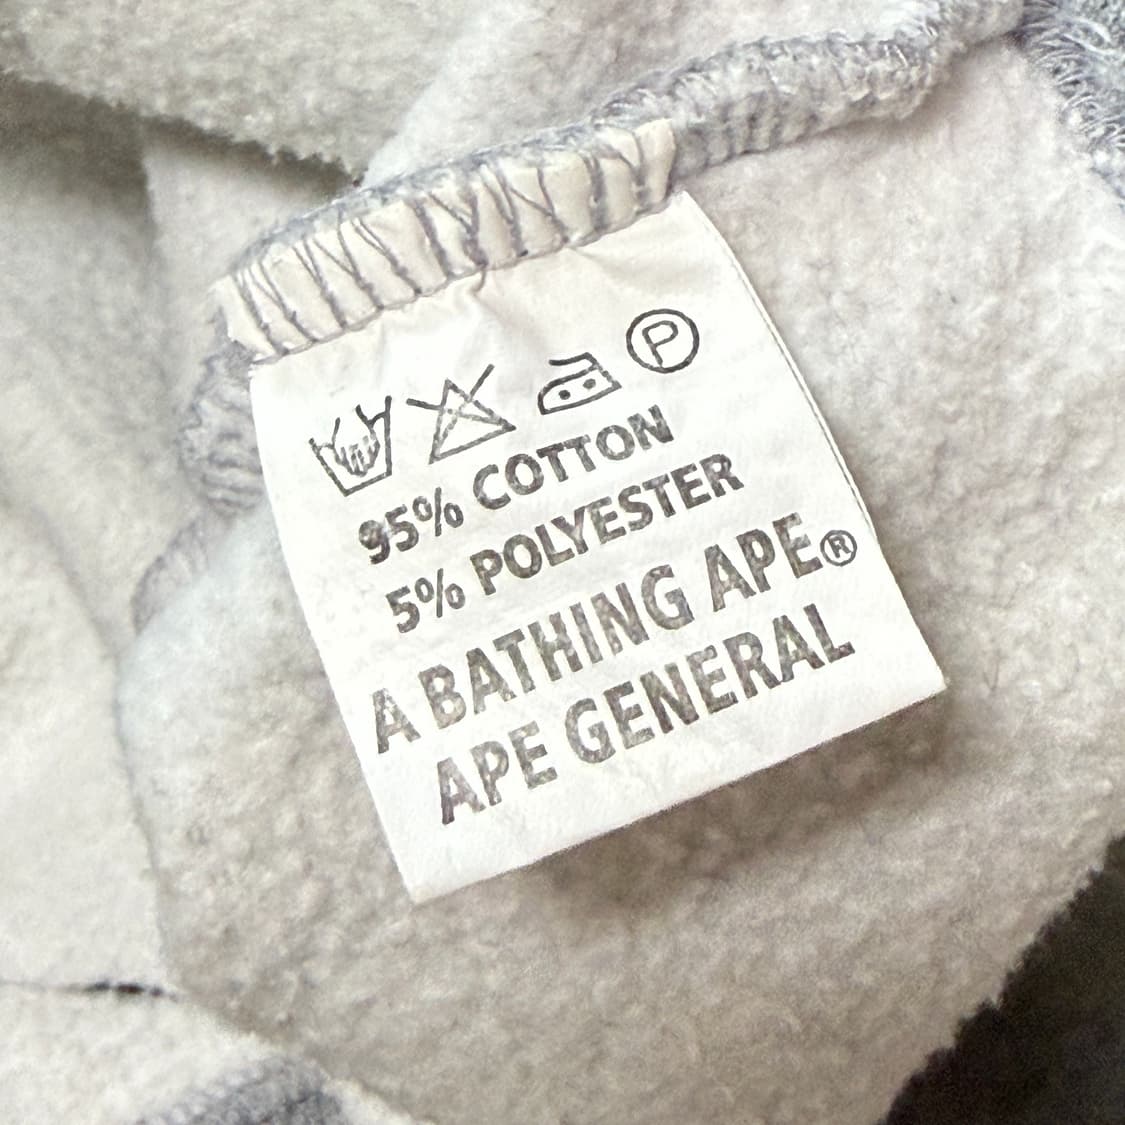 P
95% COTTON
5% POLYESTER
A BATHING APE®
APE GENERAL